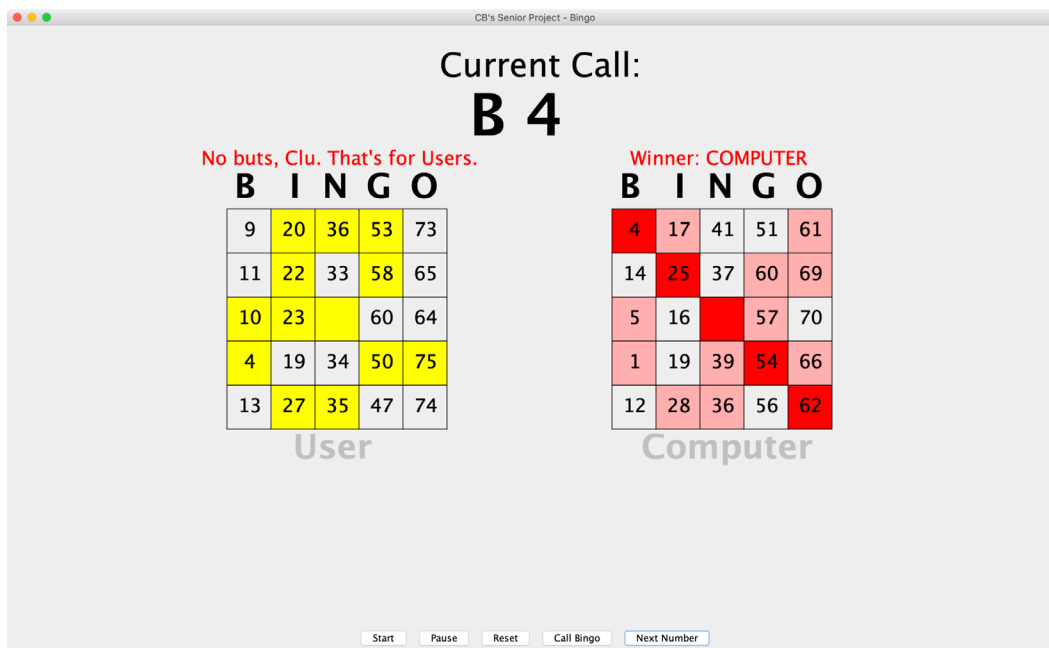 CB's Senior Project - Bingo
Current Call:
B 4
No buts, Clu. That's for Users.
B I N G O
9 20 36 53 73
11 22 33 58 65
10 23 60 64
4 19 34 50 75
13 27 35 47 74
User
Winner: COMPUTER
B I N G O
4 17 41 51 61
14 25 37 60 69
5 16 57 70
1 19 39 54 66
12 28 36 56 62
Computer
Start Pause Reset Call Bingo Next Number